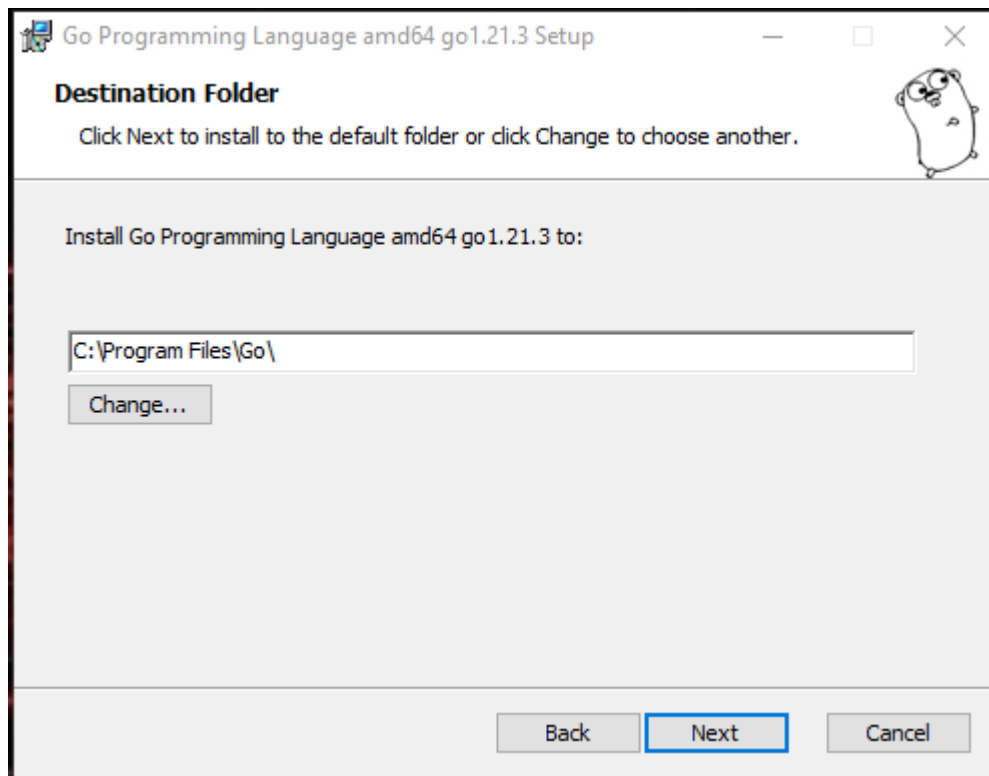 Go Programming Language amd64 go1.21.3 Setup
Destination Folder
Click Next to install to the default folder or click Change to choose another.
Install Go Programming Language amd64 go1.21.3 to:
C:\Program Files\Go\
Change...
Back Next Cancel